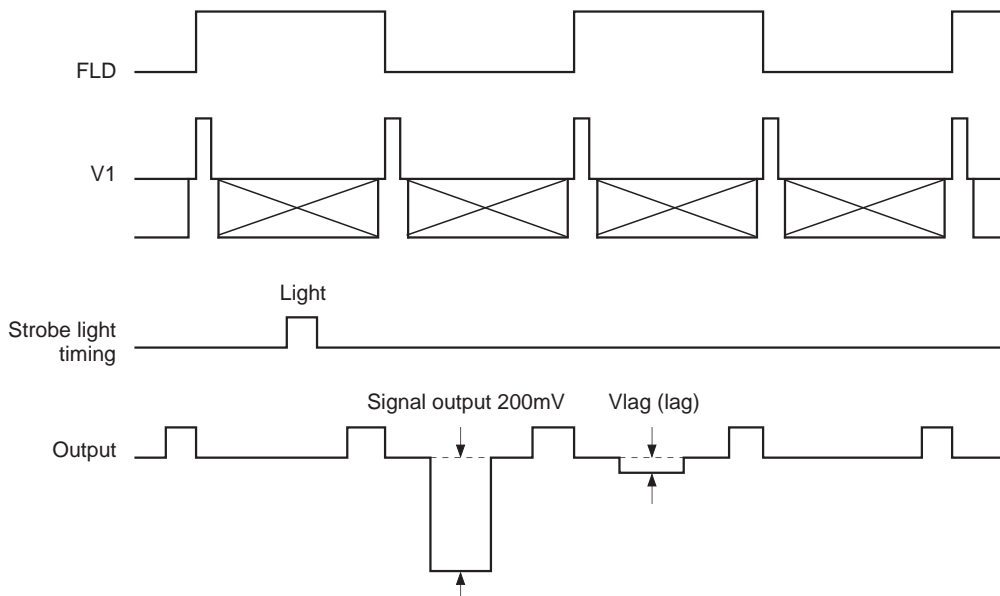 FLD
V1
Light
Strobe light
timing
Signal output 200mV
Vlag (lag)
Output